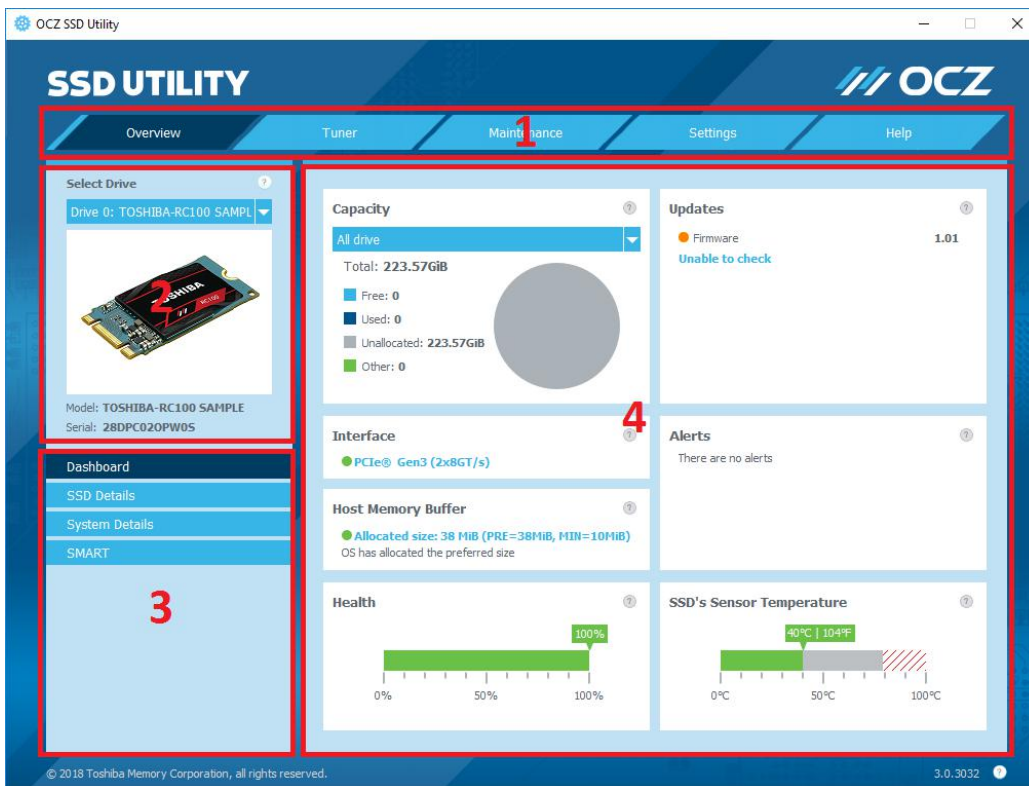 OCZ SSD Utility
SSD UTILITY
OCZ
Overview
Tuner
Maintenance
Settings
Help
1
Select Drive
?
Drive 0: TOSHIBA-RC100 SAMPL
TOSHIBA
RC100
2
Model: TOSHIBA-RC100 SAMPLE
Serial: 28DPC02OPW0S
Dashboard
SSD Details
System Details
SMART
3
Capacity
?
All drive
Total: 223.57GiB
Free: 0
Used: 0
Unallocated: 223.57GiB
Other: 0
Updates
?
Firmware 1.01
Unable to check
4
Interface
?
PCIe® Gen3 (2x8GT/s)
Alerts
?
There are no alerts
Host Memory Buffer
?
Allocated size: 38 MiB (PRE=38MiB, MIN=10MiB)
OS has allocated the preferred size
Health
?
100%
0% 50% 100%
SSD's Sensor Temperature
?
40°C | 104°F
0°C 50°C 100°C
© 2018 Toshiba Memory Corporation, all rights reserved.
3.0.3032 ?